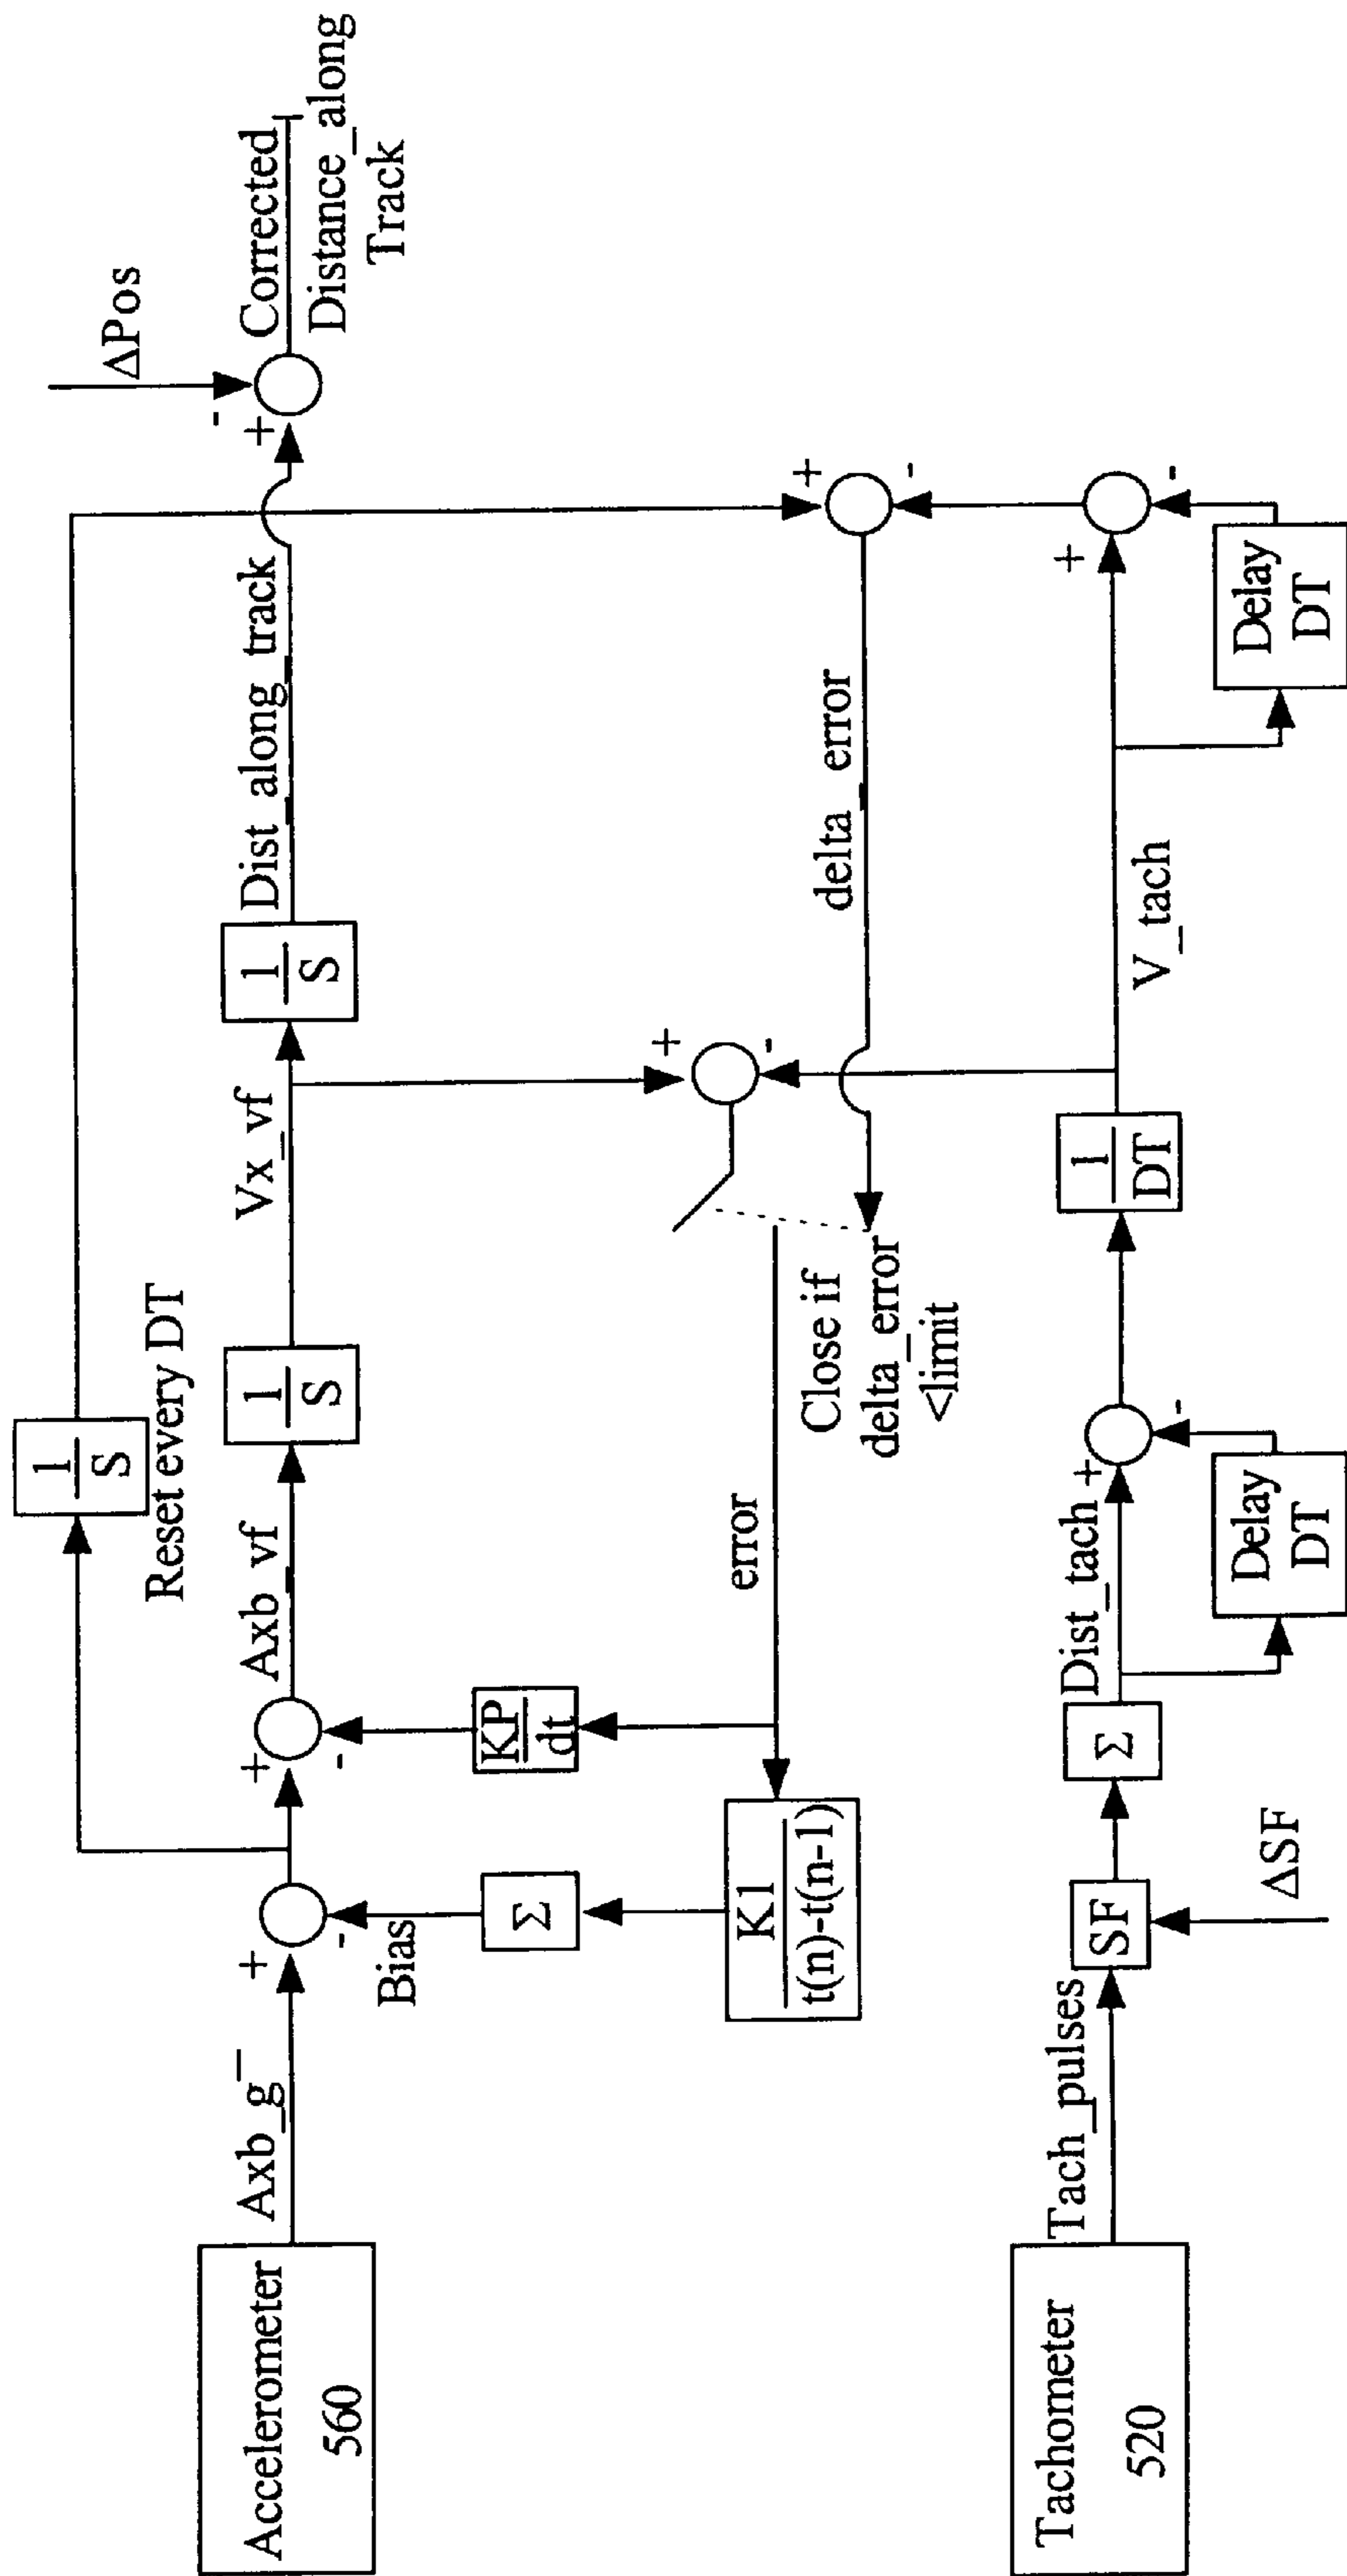 Accelerometer
560
Axb_g
+
-
Bias
Σ
K1
t(n)-t(n-1)
+
-
KP
dt
Axb_vf
1
S
Reset every DT
1
S
Vx_vf
1
S
Dist_along_track
+
-
ΔPos
Corrected
Distance_along
Track
error
Close if
delta_error
<limit
+
-
delta_error
+
-
Tachometer
520
Tach_pulses
SF
ΔSF
Σ
Dist_tach
+
-
Delay
DT
1
DT
V_tach
+
-
Delay
DT